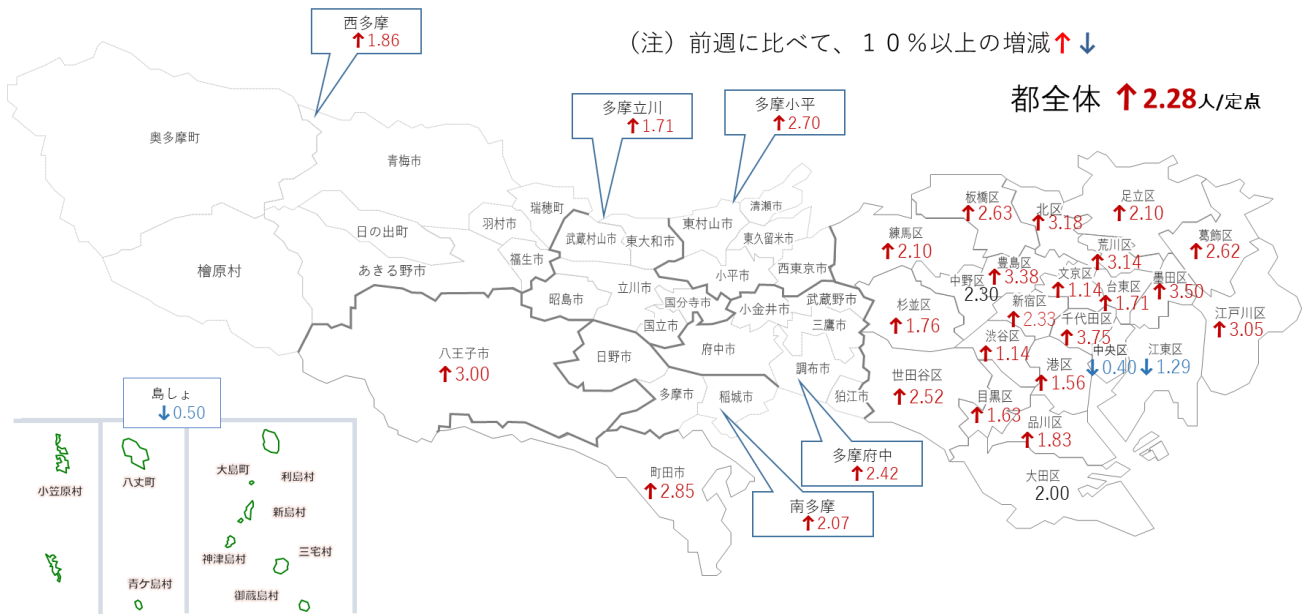 (注)前週に比べて、１０％以上の増減↑↓
都全体 ↑2.28人/定点
西多摩
↑1.86
多摩立川
↑1.71
多摩小平
↑2.70
奥多摩町
青梅市
瑞穂町
羽村市
日の出町
福生市
あきる野市
檜原村
武蔵村山市
東大和市
東村山市
清瀬市
東久留米市
小平市
西東京市
昭島市
立川市
国分寺市
国立市
小金井市
武蔵野市
三鷹市
八王子市
↑3.00
日野市
府中市
調布市
多摩市
稲城市
狛江市
町田市
↑2.85
多摩府中
↑2.42
南多摩
↑2.07
板橋区
↑2.63
北区
↑3.18
足立区
↑2.10
練馬区
↑2.10
荒川区
↑3.14
葛飾区
↑2.62
豊島区
↑3.38
中野区
2.30
文京区
↑1.14
台東区
↑1.71
墨田区
↑3.50
杉並区
↑1.76
新宿区
↑2.33
千代田区
↑3.75
江戸川区
↑3.05
渋谷区
↑1.14
中央区
↓0.40
江東区
↓1.29
港区
↑1.56
世田谷区
↑2.52
目黒区
↑1.63
品川区
↑1.83
大田区
2.00
島しょ
↓0.50
小笠原村
八丈町
青ケ島村
大島町
利島村
新島村
神津島村
三宅村
御蔵島村